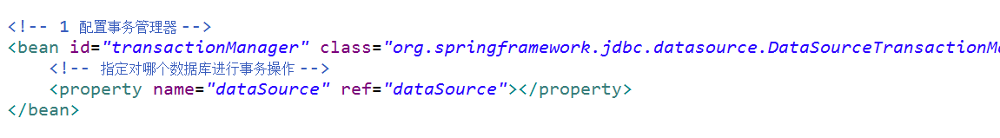 <!-- 1 配置事务管理器 -->
<bean id="transactionManager" class="org.springframework.jdbc.datasource.DataSourceTransactionM
<!-- 指定对哪个数据库进行事务操作 -->
<property name="dataSource" ref="dataSource"></property>
</bean>